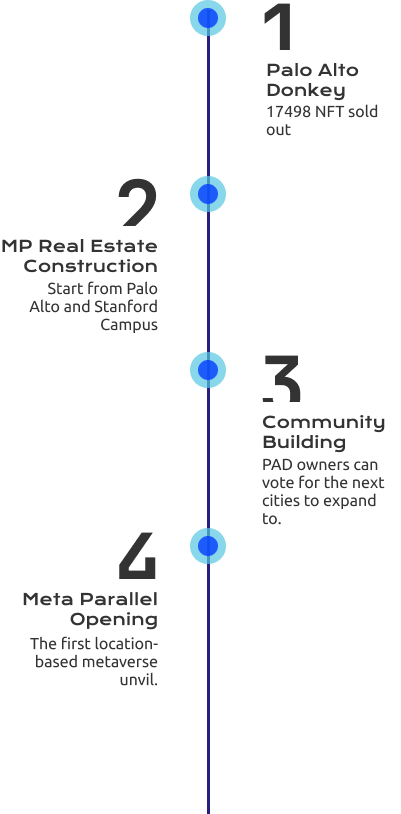 1
Palo Alto
Donkey
17498 NFT sold
out
2
MP Real Estate
Construction
Start from Palo
Alto and Stanford
Campus
3
Community
Building
PAD owners can
vote for the next
cities to expand
to.
4
Meta Parallel
Opening
The first location-
based metaverse
unvil.